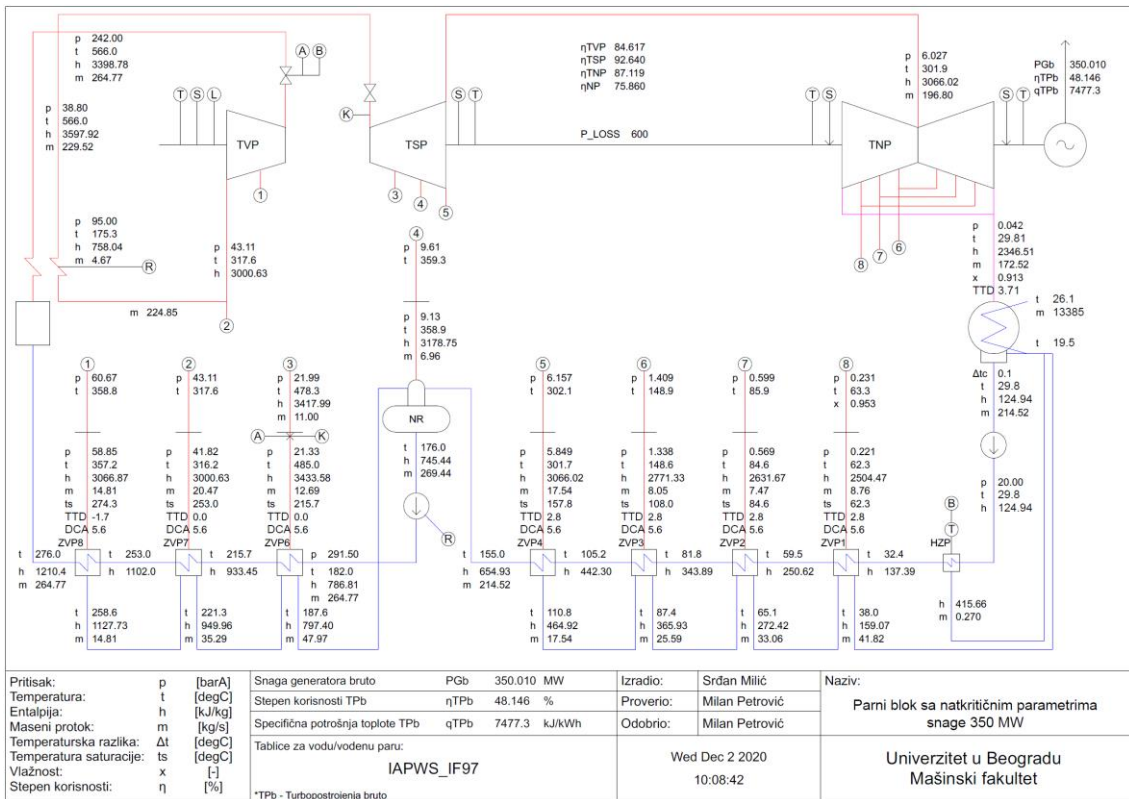 p 242.00
t 566.0
h 3398.78
m 264.77
A B
p 38.80
t 566.0
h 3597.92
m 229.52
T S L
TVP
1
p 95.00
t 175.3
h 758.04
m 4.67
R
p 43.11
t 317.6
h 3000.63
m 224.85
2
K
TSP
S T
3
4
5
ηTVP 84.617
ηTSP 92.640
ηTNP 87.119
ηNP 75.860
P_LOSS 600
p 6.027
t 301.9
h 3066.02
m 196.80
T S
TNP
S T
8
7
6
PGb 350.010
ηTPb 48.146
qTPb 7477.3
p 0.042
t 29.81
h 2346.51
m 172.52
x 0.913
TTD 3.71
t 26.1
m 13385
t 19.5
Δtc 0.1
t 29.8
h 124.94
m 214.52
p 20.00
t 29.8
h 124.94
B
T
HZP
h 415.66
m 0.270
4
p 9.61
t 359.3
p 9.13
t 358.9
h 3178.75
m 6.96
NR
t 176.0
h 745.44
m 269.44
R
1
p 60.67
t 358.8
p 58.85
t 357.2
h 3066.87
m 14.81
ts 274.3
TTD -1.7
DCA 5.6
ZVP8
2
p 43.11
t 317.6
p 41.82
t 316.2
h 3000.63
m 20.47
ts 253.0
TTD 0.0
DCA 5.6
ZVP7
3
p 21.99
t 478.3
h 3417.99
m 11.00
A K
p 21.33
t 485.0
h 3433.58
m 12.69
ts 215.7
TTD 0.0
DCA 5.6
ZVP6
5
p 6.157
t 302.1
p 5.849
t 301.7
h 3066.02
m 17.54
ts 157.8
TTD 2.8
DCA 5.6
ZVP4
6
p 1.409
t 148.9
p 1.338
t 148.6
h 2771.33
m 8.05
ts 108.0
TTD 2.8
DCA 5.6
ZVP3
7
p 0.599
t 85.9
p 0.569
t 84.6
h 2631.67
m 7.47
ts 84.6
TTD 2.8
DCA 5.6
ZVP2
8
p 0.231
t 63.3
x 0.953
p 0.221
t 62.3
h 2504.47
m 8.76
ts 62.3
TTD 2.8
DCA 5.6
ZVP1
t 276.0
h 1210.4
m 264.77
t 253.0
h 1102.0
t 215.7
h 933.45
p 291.50
t 182.0
h 786.81
m 264.77
t 155.0
h 654.93
m 214.52
t 105.2
h 442.30
t 81.8
h 343.89
t 59.5
h 250.62
t 32.4
h 137.39
t 258.6
h 1127.73
m 14.81
t 221.3
h 949.96
m 35.29
t 187.6
h 797.40
m 47.97
t 110.8
h 464.92
m 17.54
t 87.4
h 365.93
m 25.59
t 65.1
h 272.42
m 33.06
t 38.0
h 159.07
m 41.82
Pritisak: p [barA]
Temperatura: t [degC]
Entalpija: h [kJ/kg]
Maseni protok: m [kg/s]
Temperaturska razlika: Δt [degC]
Temperatura saturacije: ts [degC]
Vlažnost: x [-]
Stepen korisnosti: η [%]
Snaga generatora bruto PGb 350.010 MW
Stepen korisnosti TPb ηTPb 48.146 %
Specifična potrošnja toplote TPb qTPb 7477.3 kJ/kWh
Tablice za vodu/vodenu paru:
IAPWS_IF97
*TPb - Turbopostrojenja bruto
Izradio: Srđan Milić
Proverio: Milan Petrović
Odobrio: Milan Petrović
Wed Dec 2 2020
10:08:42
Naziv:
Parni blok sa natkritičnim parametrima
snage 350 MW
Univerzitet u Beogradu
Mašinski fakultet